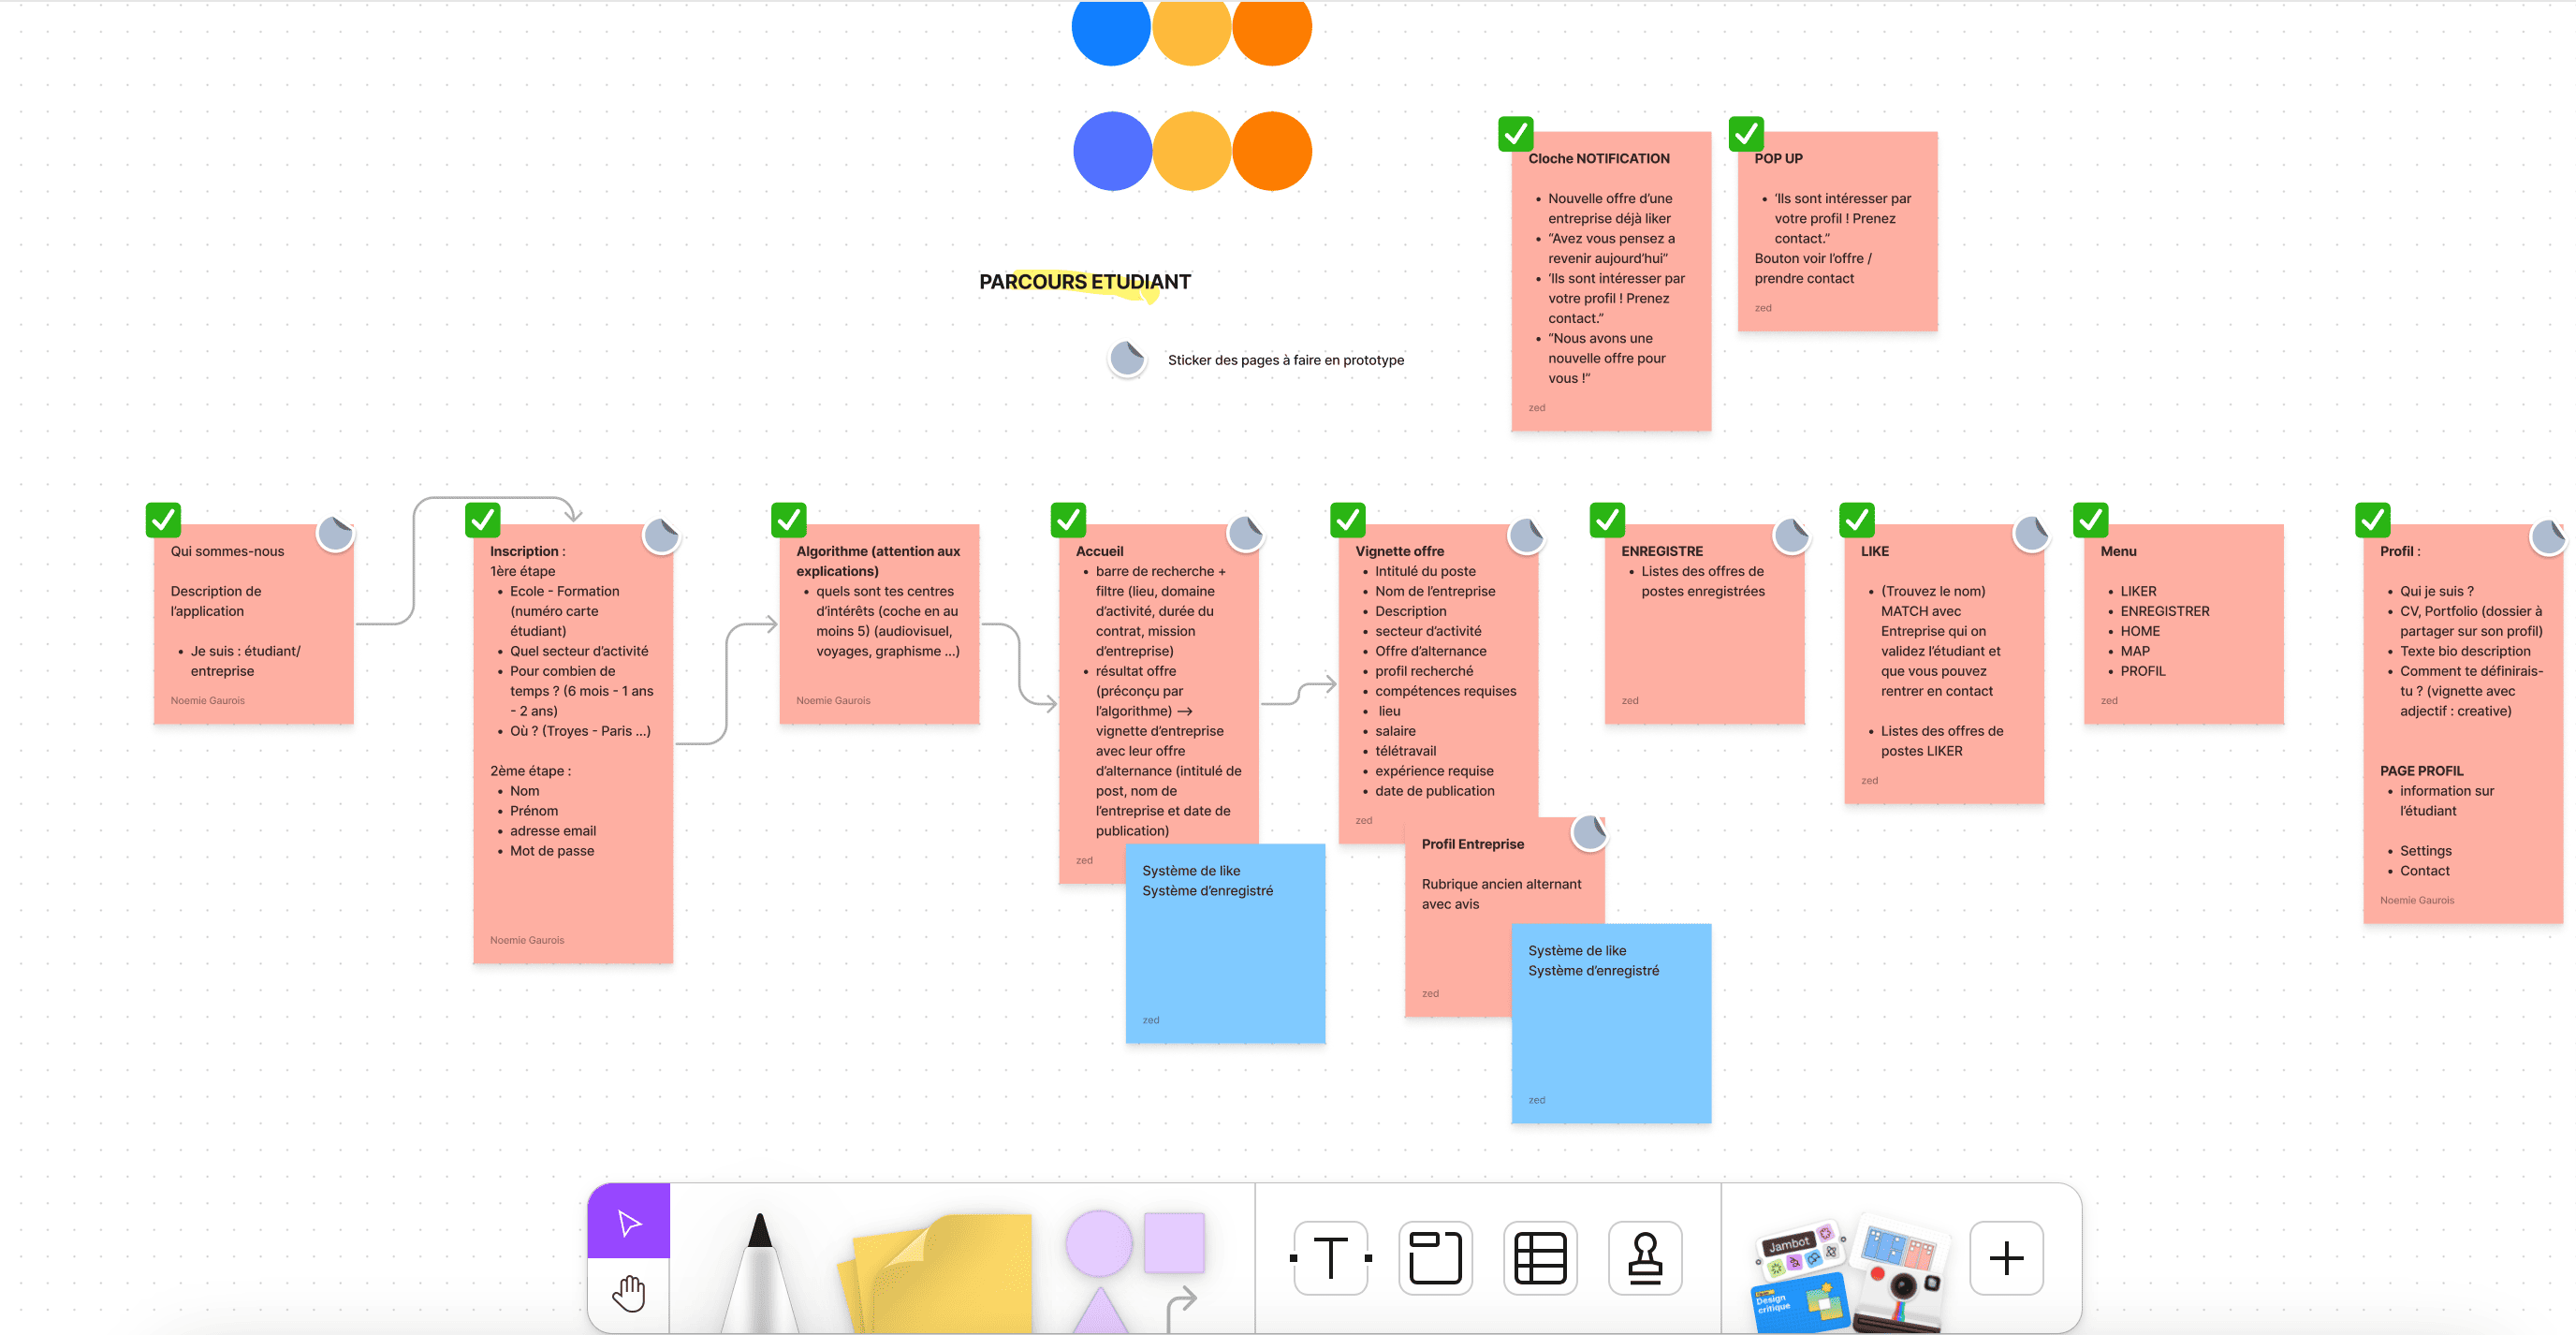 Cloche NOTIFICATION
• Nouvelle offre d’une
entreprise déjà liker
• “Avez vous pensez a
revenir aujourd’hui”
• ‘Ils sont intéresser par
votre profil ! Prenez
contact.”
• “Nous avons une
nouvelle offre pour
vous !“
zed
POP UP
• ‘Ils sont intéresser par
votre profil ! Prenez
contact.”
Bouton voir l’offre /
prendre contact
zed
PARCOURS ETUDIANT
Sticker des pages à faire en prototype
Qui sommes-nous
Description de
l’application
• Je suis : étudiant/
entreprise
Noemie Gaurois
Inscription :
1ère étape
• Ecole - Formation
(numéro carte
étudiant)
• Quel secteur d’activité
• Pour combien de
temps ? (6 mois - 1 ans
- 2 ans)
• Où ? (Troyes - Paris ...)
2ème étape :
• Nom
• Prénom
• adresse email
• Mot de passe
Noemie Gaurois
Algorithme (attention aux
explications)
• quels sont tes centres
d’intérêts (coche en au
moins 5) (audiovisuel,
voyages, graphisme ...)
Noemie Gaurois
Accueil
• barre de recherche +
filtre (lieu, domaine
d’activité, durée du
contrat, mission
d’entreprise)
• résultat offre
(préconçu par
l’algorithme) →
vignette d’entreprise
avec leur offre
d’alternance (intitulé de
post, nom de
l’entreprise et date de
publication)
zed
Système de like
Système d’enregistré
zed
Vignette offre
• Intitulé du poste
• Nom de l’entreprise
• Description
• secteur d’activité
• Offre d’alternance
• profil recherché
• compétences requises
• lieu
• salaire
• télétravail
• expérience requise
• date de publication
zed
Profil Entreprise
Rubrique ancien alternant
avec avis
zed
Système de like
Système d’enregistré
zed
ENREGISTRE
• Listes des offres de
postes enregistrées
zed
LIKE
• (Trouvez le nom)
MATCH avec
Entreprise qui on
validez l’étudiant et
que vous pouvez
rentrer en contact
• Listes des offres de
postes LIKER
zed
Menu
• LIKER
• ENREGISTRER
• HOME
• MAP
• PROFIL
zed
Profil :
• Qui je suis ?
• CV, Portfolio (dossier à
partager sur son profil)
• Texte bio description
• Comment te définirais-
tu ? (vignette avec
adjectif : creative)
PAGE PROFIL
• information sur
l’étudiant
• Settings
• Contact
Noemie Gaurois
T
Jambot
Design
critique